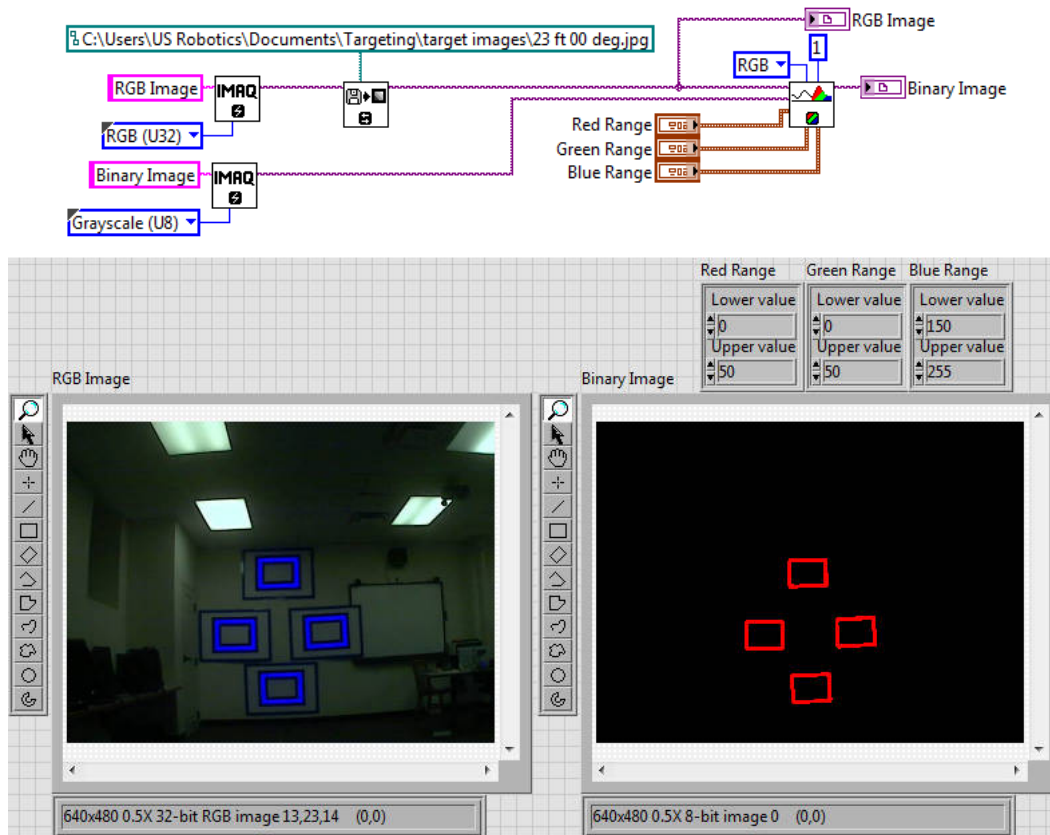 C:\Users\US Robotics\Documents\Targeting\target images\23 ft 00 deg.jpg
RGB Image
1
RGB
RGB Image
IMAQ
Binary Image
RGB (U32)
Red Range
Green Range
Blue Range
Binary Image
IMAQ
Grayscale (U8)
Red Range Green Range Blue Range
Lower value Lower value Lower value
0 0 150
Upper value Upper value Upper value
50 50 255
RGB Image
Binary Image
640x480 0.5X 32-bit RGB image 13,23,14 (0,0)
640x480 0.5X 8-bit image 0 (0,0)